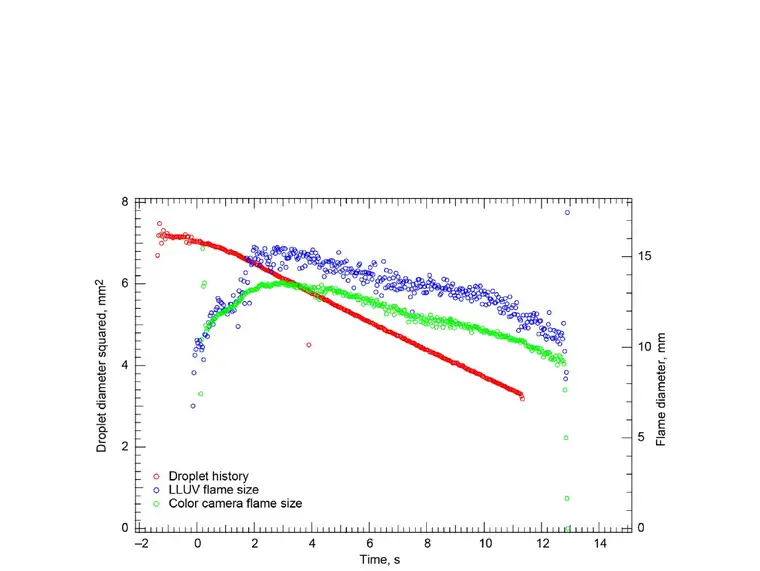 8
6
4
2
0
Droplet diameter squared, mm2
15
10
5
0
Flame diameter, mm
Droplet history
LLUV flame size
Color camera flame size
–2 0 2 4 6 8 10 12 14
Time, s